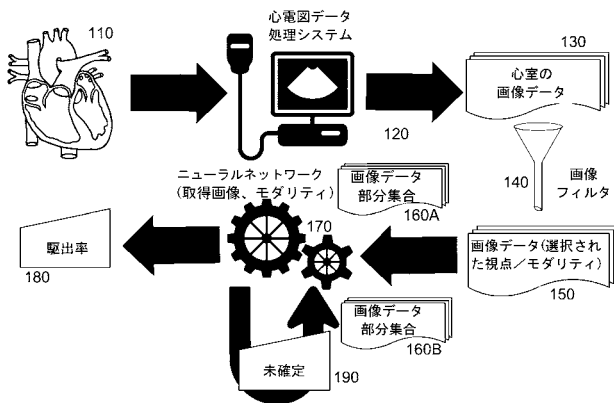 110
心電図データ
処理システム
120
130
心室の
画像データ
140
画像
フィルタ
ニューラルネットワーク
(取得画像、モダリティ)
170
画像データ
部分集合
160A
画像データ(選択され
た視点/モダリティ)
150
駆出率
180
画像データ
部分集合
160B
未確定
190